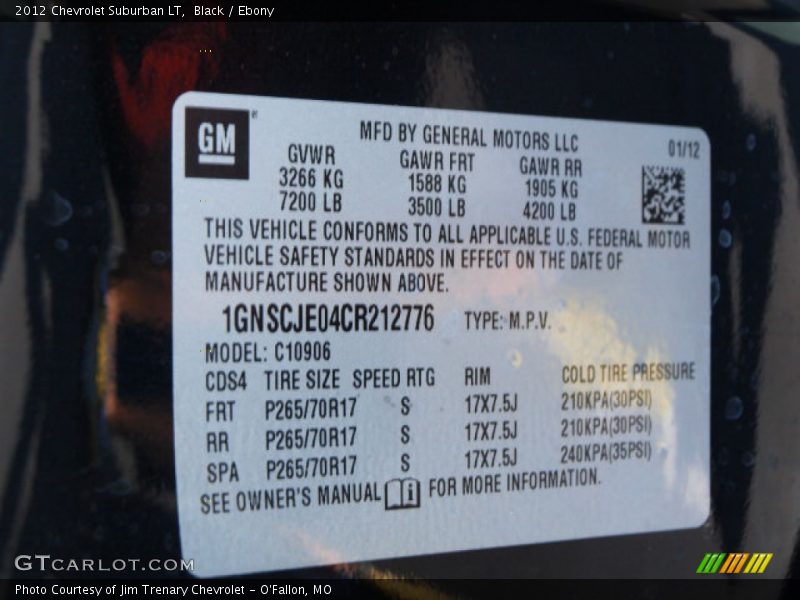 2012 Chevrolet Suburban LT, Black / Ebony
GM
MFD BY GENERAL MOTORS LLC
01/12
GVWR GAWR FRT GAWR RR
3266 KG 1588 KG 1905 KG
7200 LB 3500 LB 4200 LB
THIS VEHICLE CONFORMS TO ALL APPLICABLE U.S. FEDERAL MOTOR
VEHICLE SAFETY STANDARDS IN EFFECT ON THE DATE OF
MANUFACTURE SHOWN ABOVE.
1GNSCJE04CR212776 TYPE: M.P.V.
MODEL: C10906
CDS4 TIRE SIZE SPEED RTG RIM COLD TIRE PRESSURE
FRT P265/70R17 S 17X7.5J 210KPA(30PSI)
RR P265/70R17 S 17X7.5J 210KPA(30PSI)
SPA P265/70R17 S 17X7.5J 240KPA(35PSI)
SEE OWNER'S MANUAL FOR MORE INFORMATION.
GTCARLOT.COM
Photo Courtesy of Jim Trenary Chevrolet - O'Fallon, MO